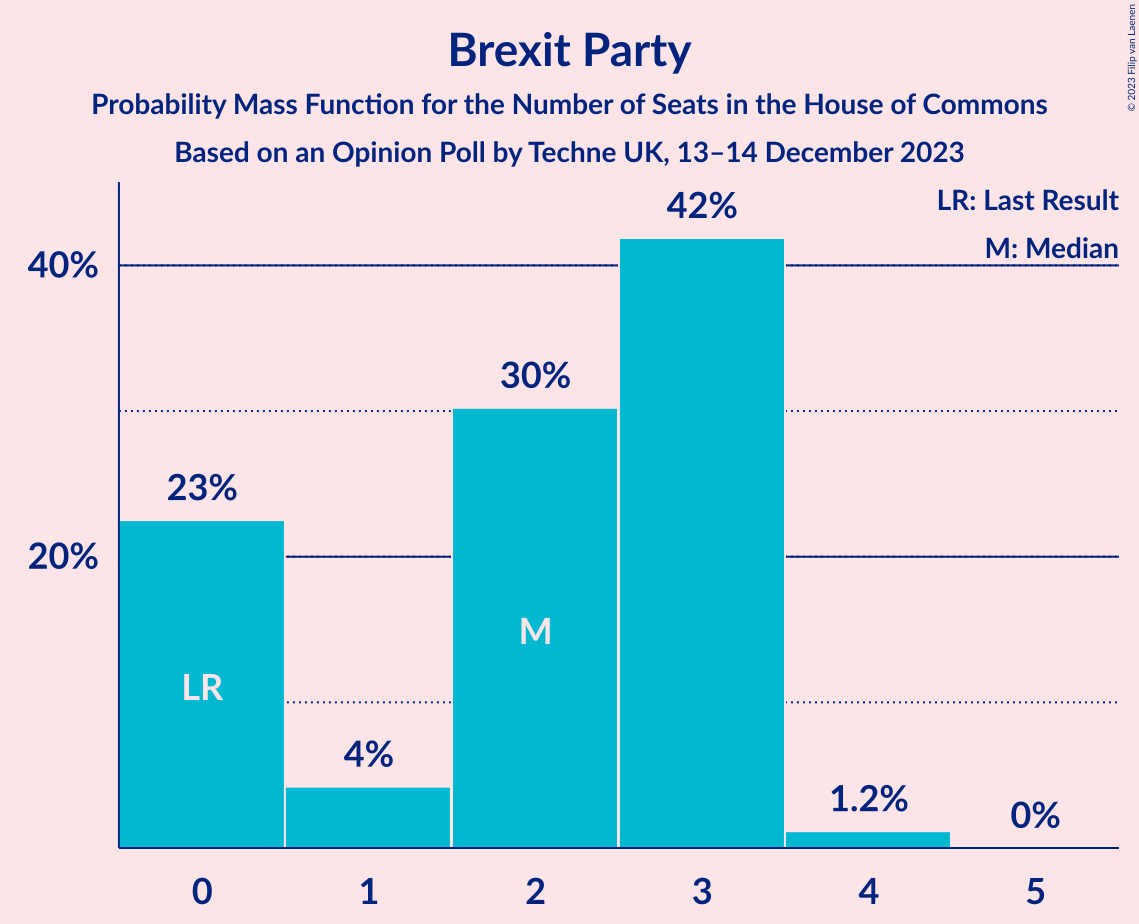 Brexit Party
Probability Mass Function for the Number of Seats in the House of Commons
Based on an Opinion Poll by Techne UK, 13–14 December 2023
© 2023 Filip van Laenen
LR: Last Result
M: Median
40%
20%
23%
4%
30%
42%
1.2%
0%
LR
M
0 1 2 3 4 5